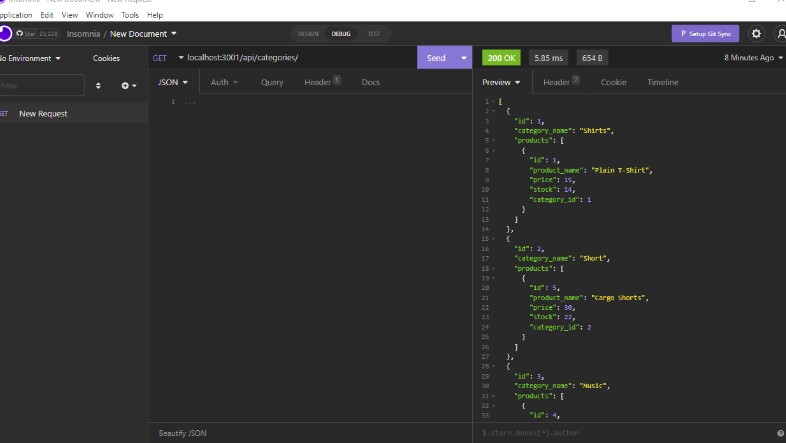 Insomnia - New Document - New Request
pplication Edit View Window Tools Help
Star 23,228 Insomnia / New Document DESIGN DEBUG TEST Setup Git Sync
o Environment Cookies GET localhost:3001/api/categories/ Send 200 OK 5.85 ms 654 B 8 Minutes Ago
Filter JSON Auth Query Header 1 Docs Preview Header 7 Cookie Timeline
ET New Request
1 ...
1 [
2 {
3 "id": 1,
4 "category_name": "Shirts",
5 "products": [
6 {
7 "id": 1,
8 "product_name": "Plain T-Shirt",
9 "price": 15,
10 "stock": 14,
11 "category_id": 1
12 }
13 ]
14 },
15 {
16 "id": 2,
17 "category_name": "Short",
18 "products": [
19 {
20 "id": 5,
21 "product_name": "Cargo Shorts",
22 "price": 30,
23 "stock": 22,
24 "category_id": 2
25 }
26 ]
27 },
28 {
29 "id": 3,
30 "category_name": "Music",
31 "products": [
32 {
33 "id": 4,
Beautify JSON $.store.books[*].author